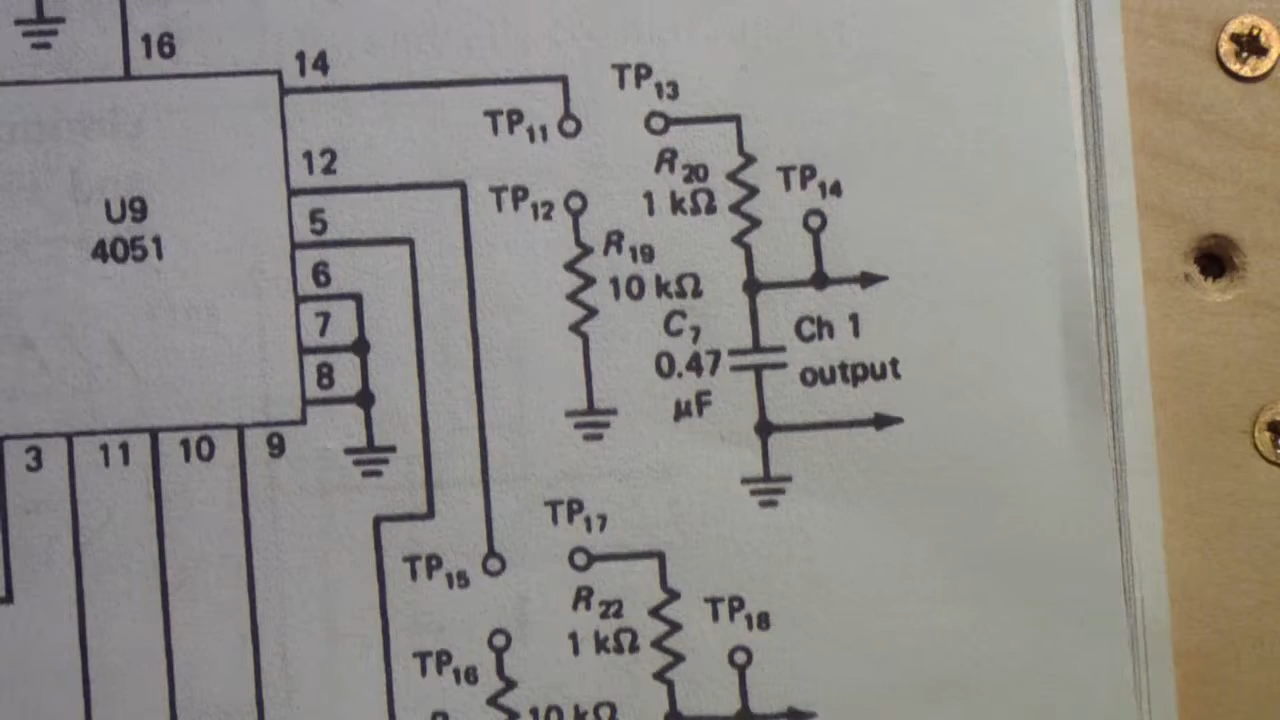 16
14
TP13
TP11
12
R20
1 kΩ
TP14
TP12
U9
4051
5
R19
10 kΩ
6
C7
0.47
µF
Ch 1
output
7
8
3
11
10
9
TP17
TP15
R22
1 kΩ
TP18
TP16
10 kΩ